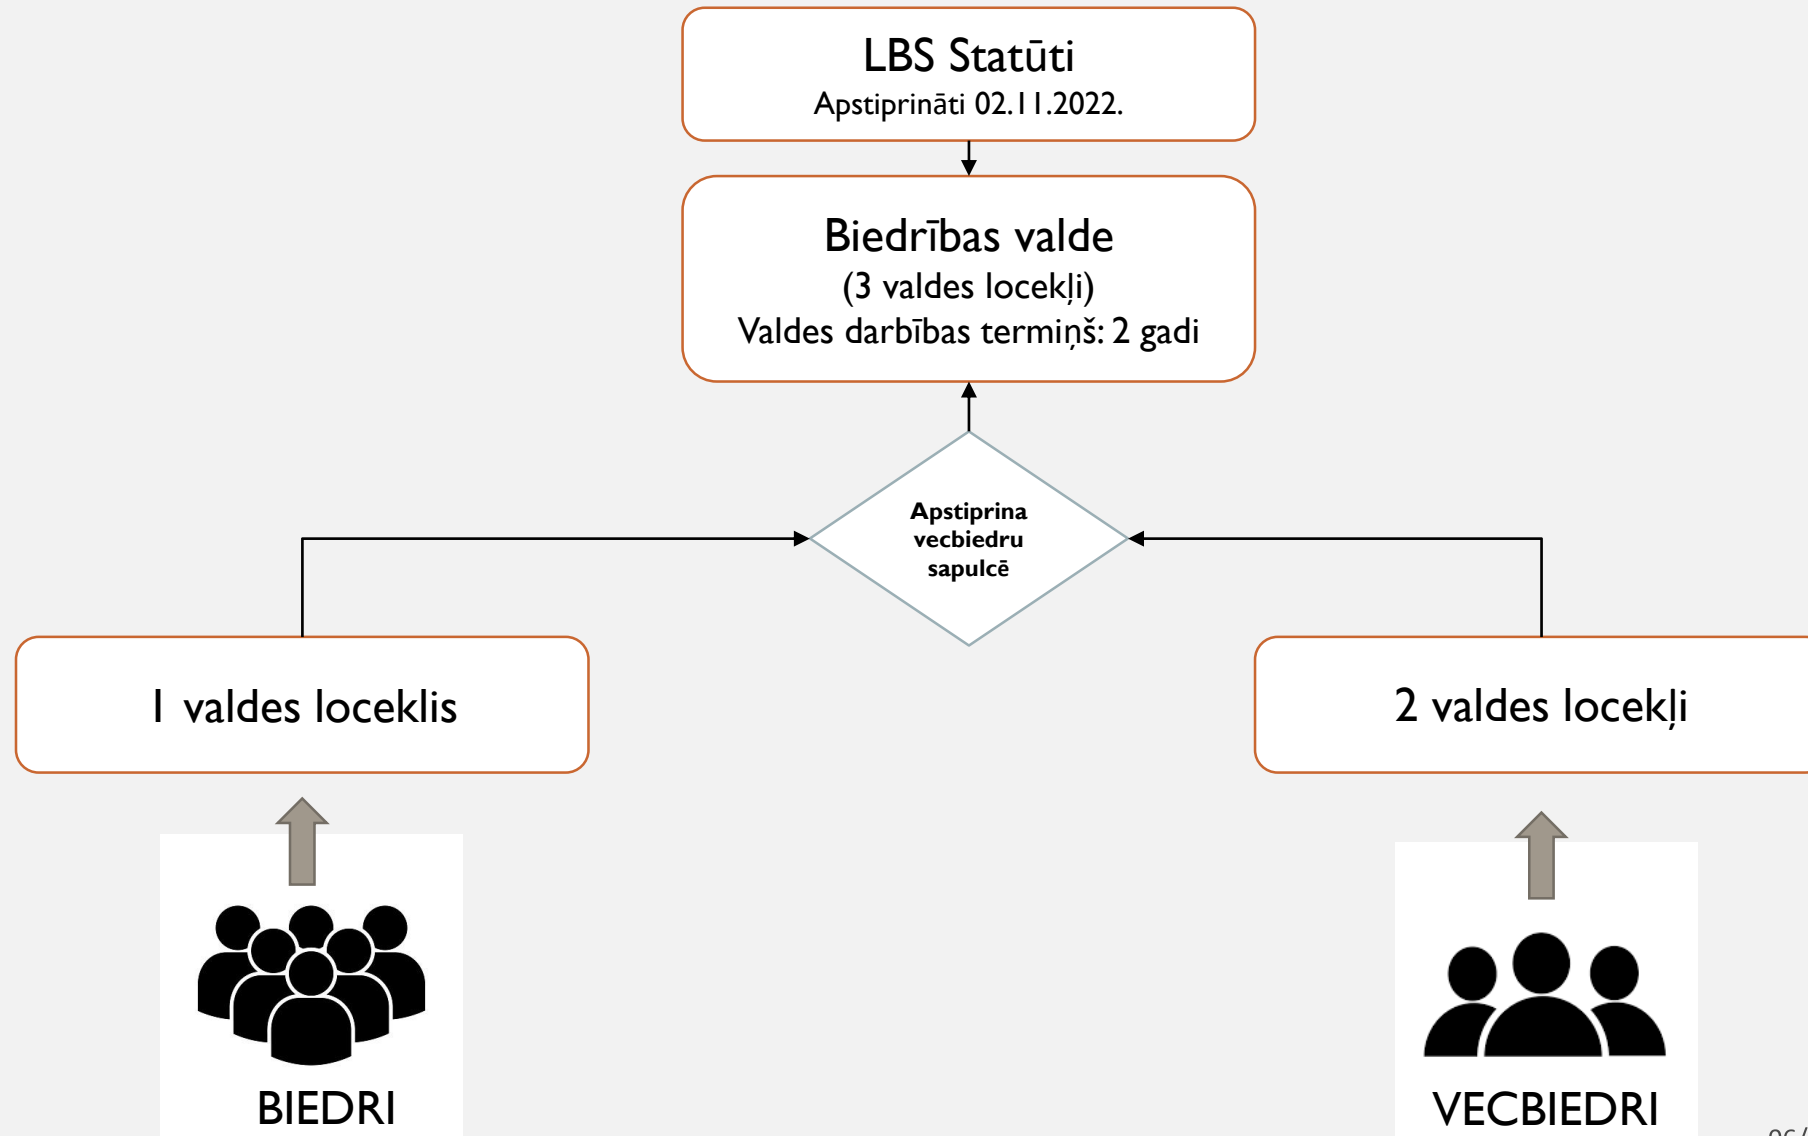 LBS Statūti
Apstiprināti 02.11.2022.
Biedrības valde
(3 valdes locekļi)
Valdes darbības termiņš: 2 gadi
Apstiprina
vecbiedru
sapulcē
1 valdes loceklis
2 valdes locekļi
BIEDRI
VECBIEDRI